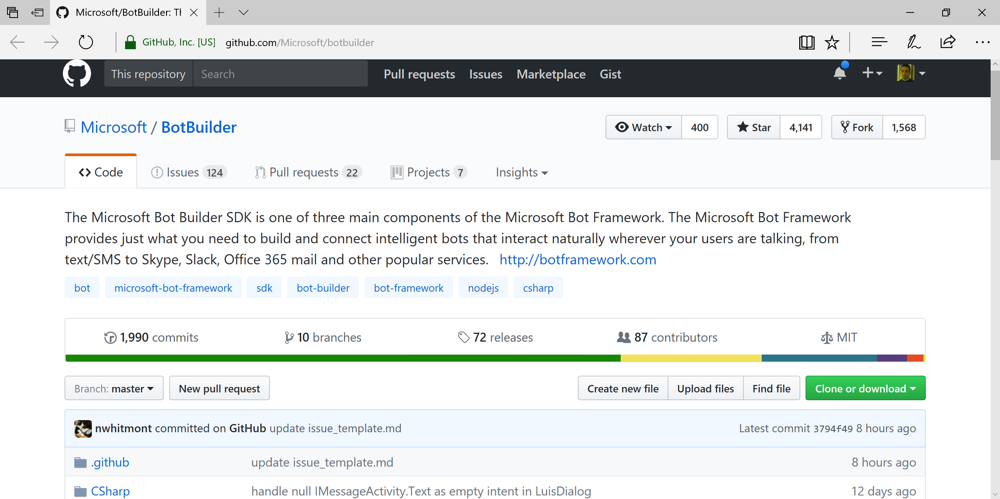 Microsoft/BotBuilder: Th
GitHub, Inc. [US] github.com/Microsoft/botbuilder
This repository Search Pull requests Issues Marketplace Gist
Microsoft / BotBuilder Watch 400 Star 4,141 Fork 1,568
Code Issues 124 Pull requests 22 Projects 7 Insights
The Microsoft Bot Builder SDK is one of three main components of the Microsoft Bot Framework. The Microsoft Bot Framework
provides just what you need to build and connect intelligent bots that interact naturally wherever your users are talking, from
text/SMS to Skype, Slack, Office 365 mail and other popular services. http://botframework.com
bot microsoft-bot-framework sdk bot-builder bot-framework nodejs csharp
1,990 commits 10 branches 72 releases 87 contributors MIT
Branch: master New pull request Create new file Upload files Find file Clone or download
nwhitmont committed on GitHub update issue_template.md Latest commit 3794f49 8 hours ago
.github update issue_template.md 8 hours ago
CSharp handle null IMessageActivity.Text as empty intent in LuisDialog 12 days ago